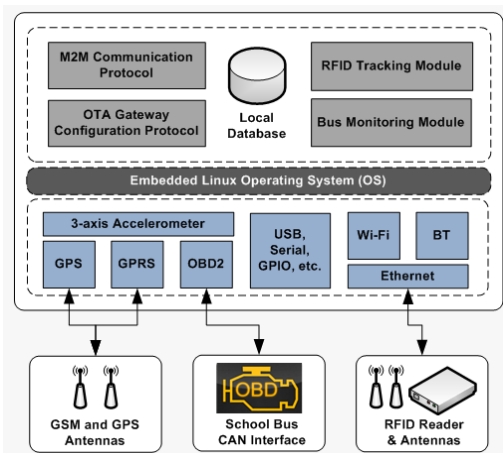 M2M Communication
Protocol
RFID Tracking Module
OTA Gateway
Configuration Protocol
Local
Database
Bus Monitoring Module
Embedded Linux Operating System (OS)
3-axis Accelerometer
GPS
GPRS
OBD2
USB,
Serial,
GPIO, etc.
Wi-Fi
BT
Ethernet
GSM and GPS
Antennas
OBD
School Bus
CAN Interface
RFID Reader
& Antennas